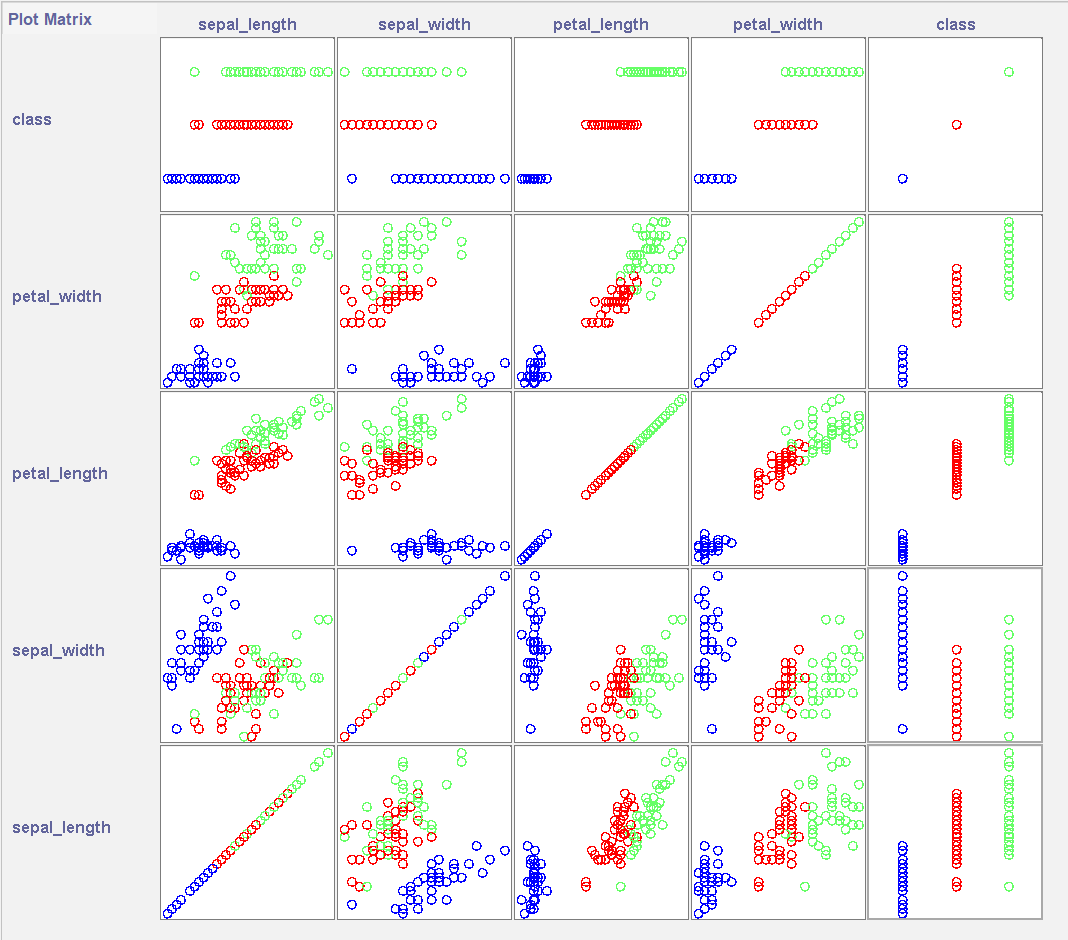 Plot Matrix
sepal_length sepal_width petal_length petal_width class
class
petal_width
petal_length
sepal_width
sepal_length